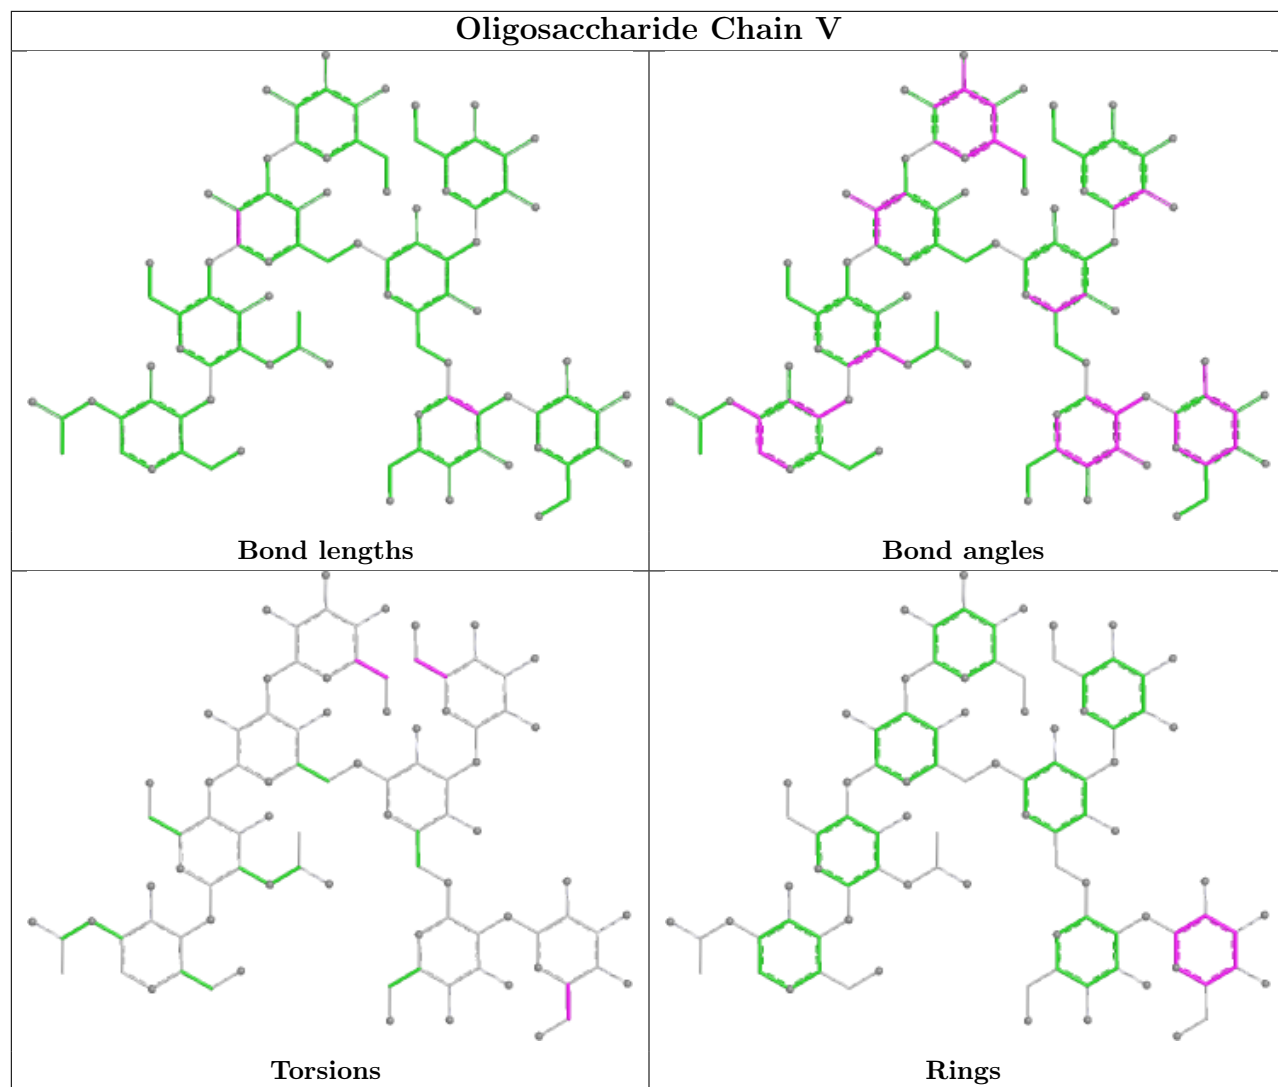 Oligosaccharide Chain V
Bond lengths
Bond angles
Torsions
Rings